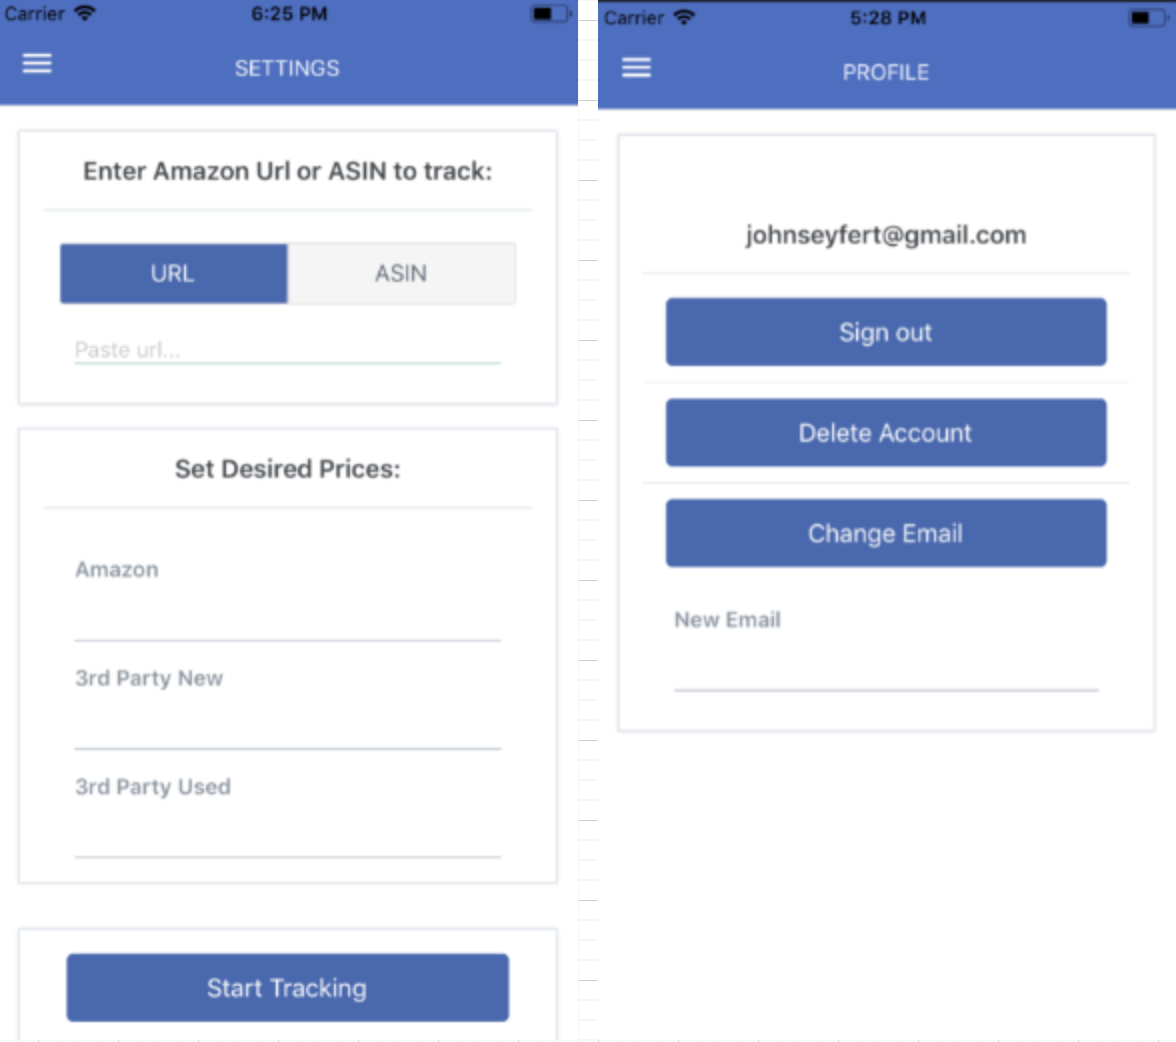 Carrier 6:25 PM
SETTINGS
Enter Amazon Url or ASIN to track:
URL ASIN
Paste url...
Set Desired Prices:
Amazon
3rd Party New
3rd Party Used
Start Tracking
Carrier 5:28 PM
PROFILE
johnseyfert@gmail.com
Sign out
Delete Account
Change Email
New Email